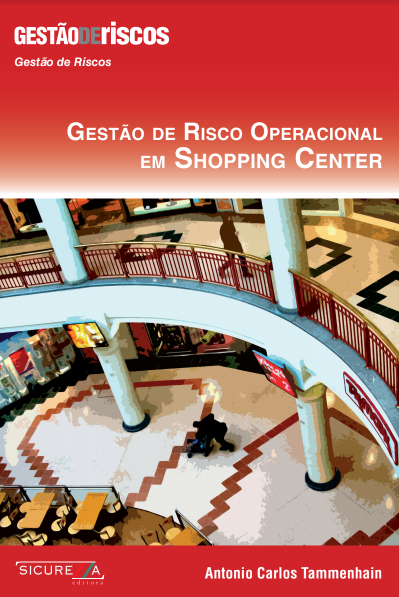 GESTÃODERISCOS
Gestão de Riscos
GESTÃO DE RISCO OPERACIONAL
EM SHOPPING CENTER
SICUREZZA
editora
Antonio Carlos Tammenhain